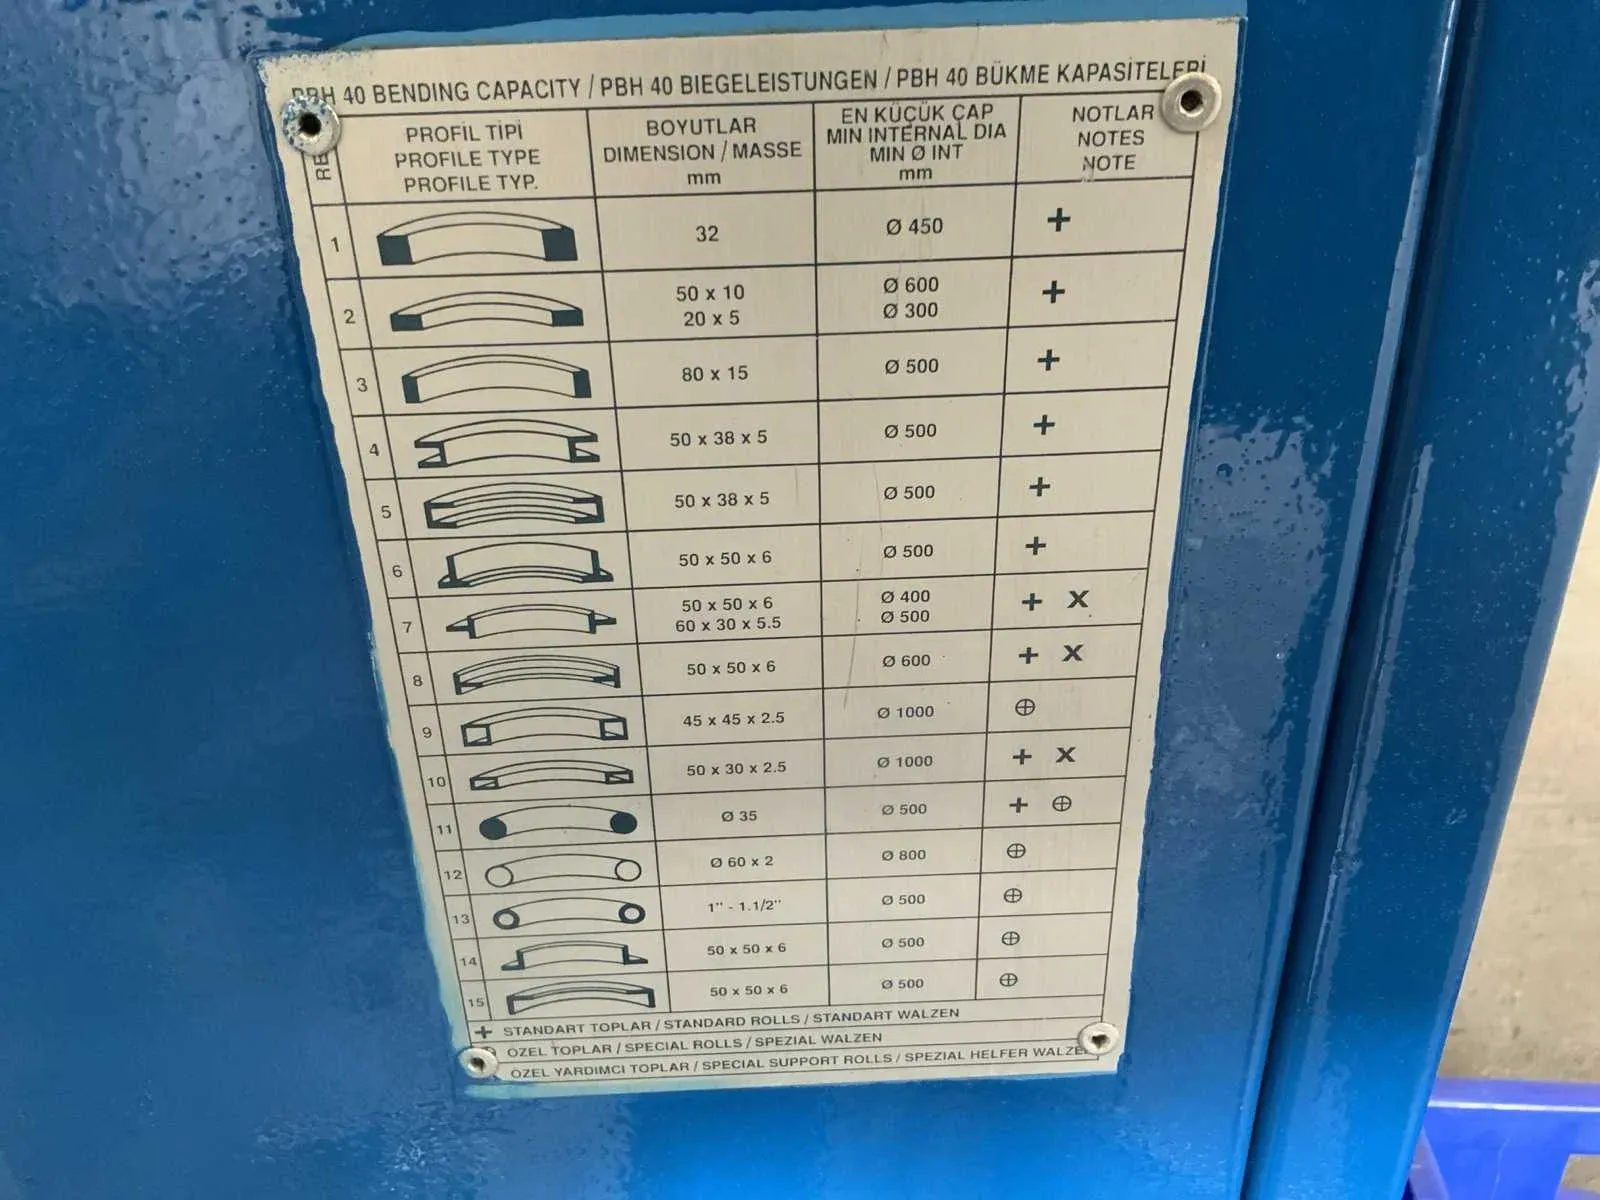 40 BENDING CAPACITY / PBH 40 BIEGELEISTUNGEN / PBH 40 BÜKME KAPASİTELERİ
PROFİL TİPİ
PROFILE TYPE
PROFILE TYP.
BOYUTLAR
DIMENSION / MASSE
mm
EN KÜÇÜK ÇAP
MIN INTERNAL DIA
MIN Ø INT
mm
NOTLAR
NOTES
NOTE
1 32 Ø 450 +
2 50 x 10 Ø 600 +
20 x 5 Ø 300
3 80 x 15 Ø 500 +
4 50 x 38 x 5 Ø 500 +
5 50 x 38 x 5 Ø 500 +
6 50 x 50 x 6 Ø 500 +
7 50 x 50 x 6 Ø 400 + X
60 x 30 x 5.5 Ø 500
8 50 x 50 x 6 Ø 600 + X
9 45 x 45 x 2.5 Ø 1000 ⊕
10 50 x 30 x 2.5 Ø 1000 + X
11 Ø 35 Ø 500 + ⊕
12 Ø 60 x 2 Ø 800 ⊕
13 1" - 1.1/2" Ø 500 ⊕
14 50 x 50 x 6 Ø 500 ⊕
15 50 x 50 x 6 Ø 500 ⊕
+ STANDART TOPLAR / STANDARD ROLLS / STANDART WALZEN
ÖZEL TOPLAR / SPECIAL ROLLS / SPEZIAL WALZEN
ÖZEL YARDIMCI TOPLAR / SPECIAL SUPPORT ROLLS / SPEZIAL HELFER